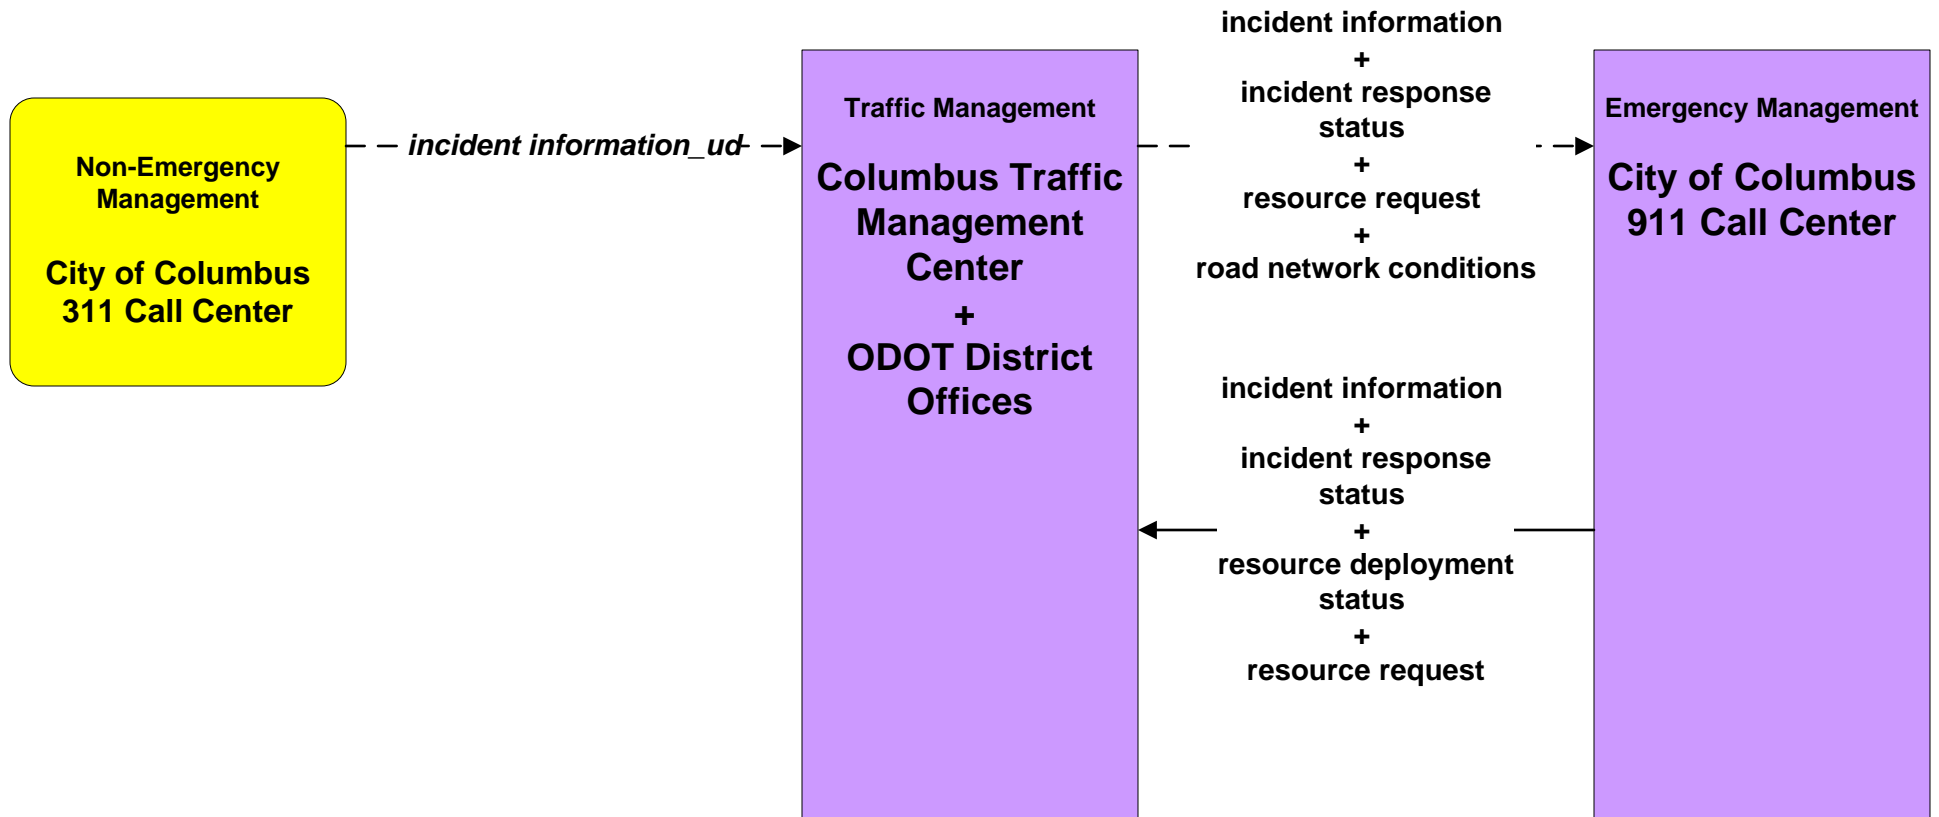 Non-Emergency
Management
City of Columbus
311 Call Center
incident information_ud
Traffic Management
Columbus Traffic
Management
Center
+
ODOT District
Offices
incident information
+
incident response
status
+
resource request
+
road network conditions
incident information
+
incident response
status
+
resource deployment
status
+
resource request
Emergency Management
City of Columbus
911 Call Center